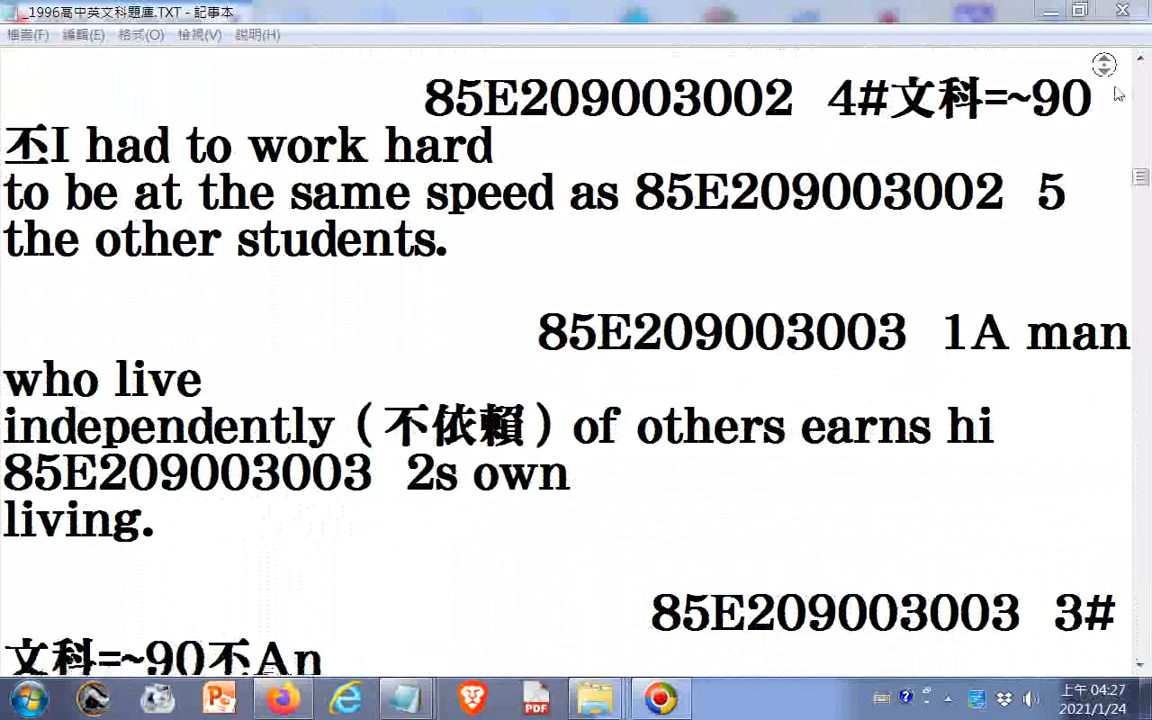 _1996高中英文科題庫.TXT - 記事本
檔案(F) 編輯(E) 格式(O) 檢視(V) 說明(H)
85E209003002 4#文科=~90
丕I had to work hard
to be at the same speed as 85E209003002 5
the other students.
85E209003003 1A man
who live
independently（不依賴）of others earns hi
85E209003003 2s own
living.
85E209003003 3#
文科=~90丕An
PDF
上午 04:27
2021/1/24